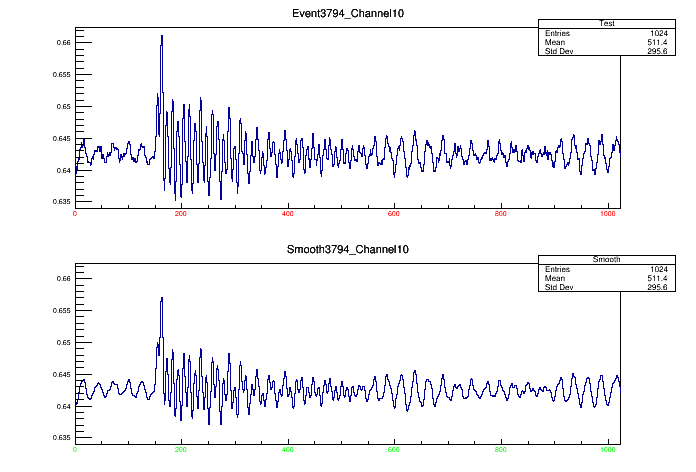 Event3794_Channel10
Test
Entries 1024
Mean 511.4
Std Dev 295.6
0.66
0.655
0.65
0.645
0.64
0.635
0 200 400 600 800 1000
Smooth3794_Channel10
Smooth
Entries 1024
Mean 511.4
Std Dev 295.6
0.66
0.655
0.65
0.645
0.64
0.635
0 200 400 600 800 1000